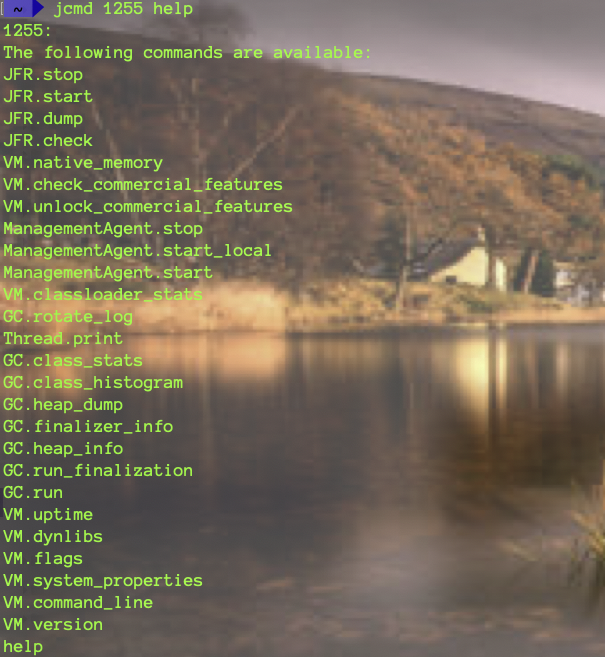 ~ jcmd 1255 help
1255:
The following commands are available:
JFR.stop
JFR.start
JFR.dump
JFR.check
VM.native_memory
VM.check_commercial_features
VM.unlock_commercial_features
ManagementAgent.stop
ManagementAgent.start_local
ManagementAgent.start
VM.classloader_stats
GC.rotate_log
Thread.print
GC.class_stats
GC.class_histogram
GC.heap_dump
GC.finalizer_info
GC.heap_info
GC.run_finalization
GC.run
VM.uptime
VM.dynlibs
VM.flags
VM.system_properties
VM.command_line
VM.version
help